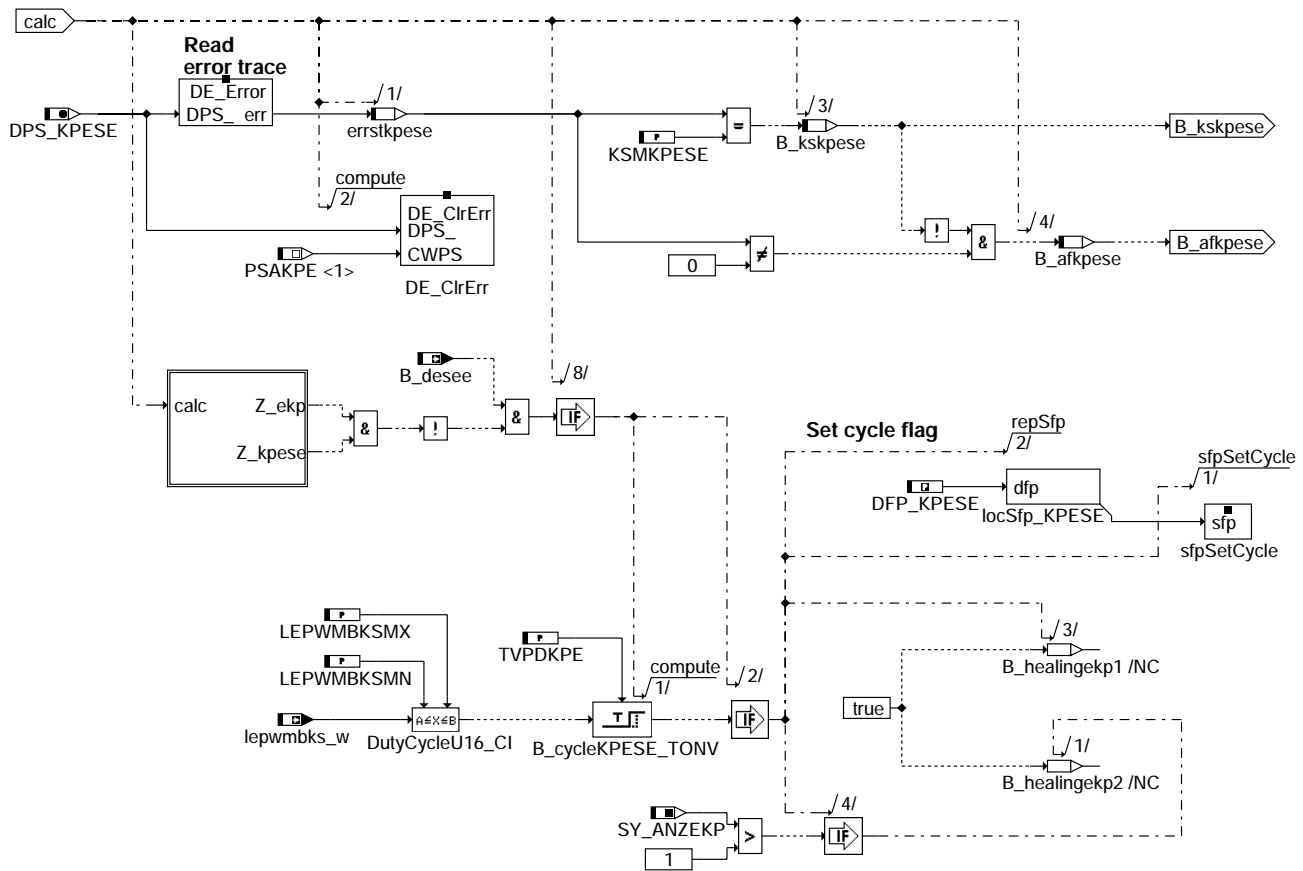 calc
Read
error trace
DE_Error
DPS_ err
DPS_KPESE
/1/
errstkpese
KSMKPESE
P
=
/3/
B_kskpese
B_kskpese
compute
2/
DE_ClrErr
DPS_
CWPS
PSAKPE <1>
DE_ClrErr
0
≠
!
&
/4/
B_afkpese
B_afkpese
calc
Z_ekp
Z_kpese
&
!
B_desee
&
/8/
IF
Set cycle flag
repSfp
2/
sfpSetCycle
1/
DFP_KPESE
dfp
locSfp_KPESE
sfp
sfpSetCycle
P
LEPWMBKSMX
P
LEPWMBKSMN
lepwmbks_w
A≤X≤B
DutyCycleU16_CI
P
TVPDKPE
compute
1/
T
B_cycleKPESE_TONV
/2/
IF
/3/
B_healingekp1 /NC
true
/1/
B_healingekp2 /NC
SY_ANZEKP
1
>
/4/
IF